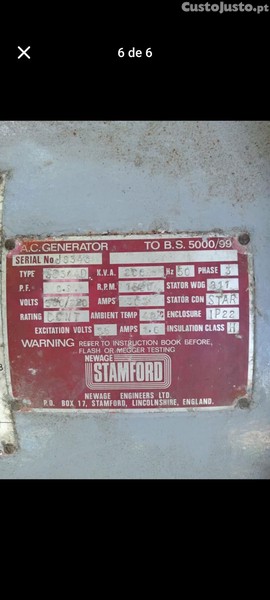 CustoJusto.pt
6 de 6
A.C. GENERATOR TO B.S. 5000/99
SERIAL No
TYPE K.V.A. Hz 50 PHASE 3
P.F. R.P.M. STATOR WDG 311
VOLTS AMPS STATOR CON STAR
RATING CONT AMBIENT TEMP ENCLOSURE IP22
EXCITATION VOLTS AMPS INSULATION CLASS H
WARNING REFER TO INSTRUCTION BOOK BEFORE,
FLASH OR MEGGER TESTING
NEWAGE
STAMFORD
NEWAGE ENGINEERS LTD.
P.O. BOX 17, STAMFORD, LINCOLNSHIRE, ENGLAND.